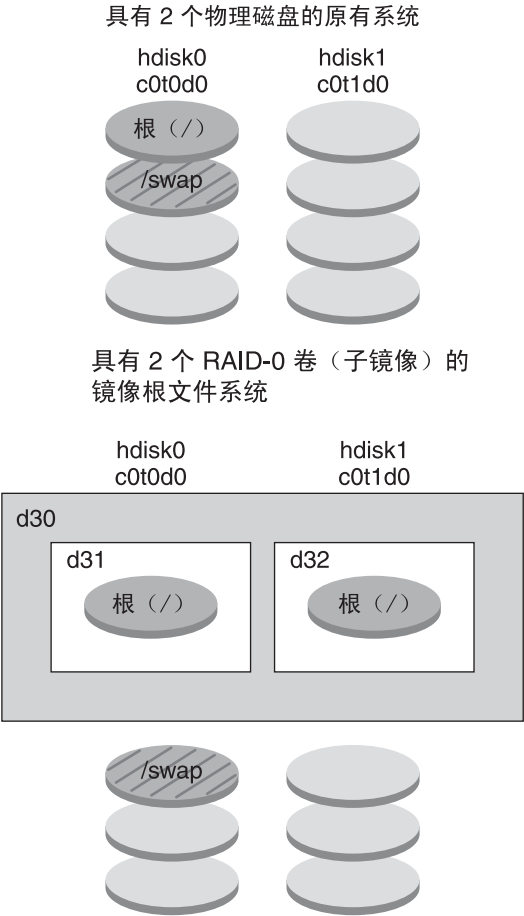 具有 2 个物理磁盘的原有系统
hdisk0
c0t0d0
hdisk1
c0t1d0
根（/）
/swap
具有 2 个 RAID-0 卷（子镜像）的
镜像根文件系统
hdisk0
c0t0d0
hdisk1
c0t1d0
d30
d31
d32
根（/）
根（/）
/swap